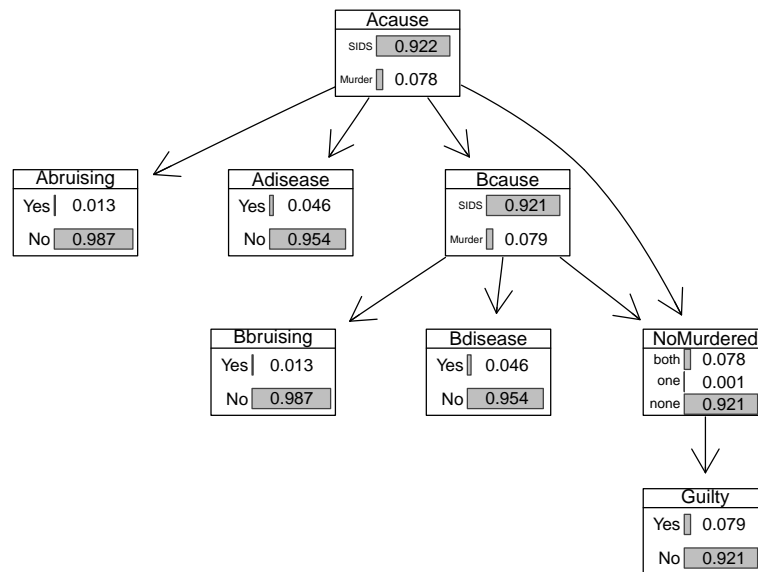 Acause
SIDS 0.922
Murder 0.078
Abruising
Yes 0.013
No 0.987
Adisease
Yes 0.046
No 0.954
Bcause
SIDS 0.921
Murder 0.079
Bbruising
Yes 0.013
No 0.987
Bdisease
Yes 0.046
No 0.954
NoMurdered
both 0.078
one 0.001
none 0.921
Guilty
Yes 0.079
No 0.921